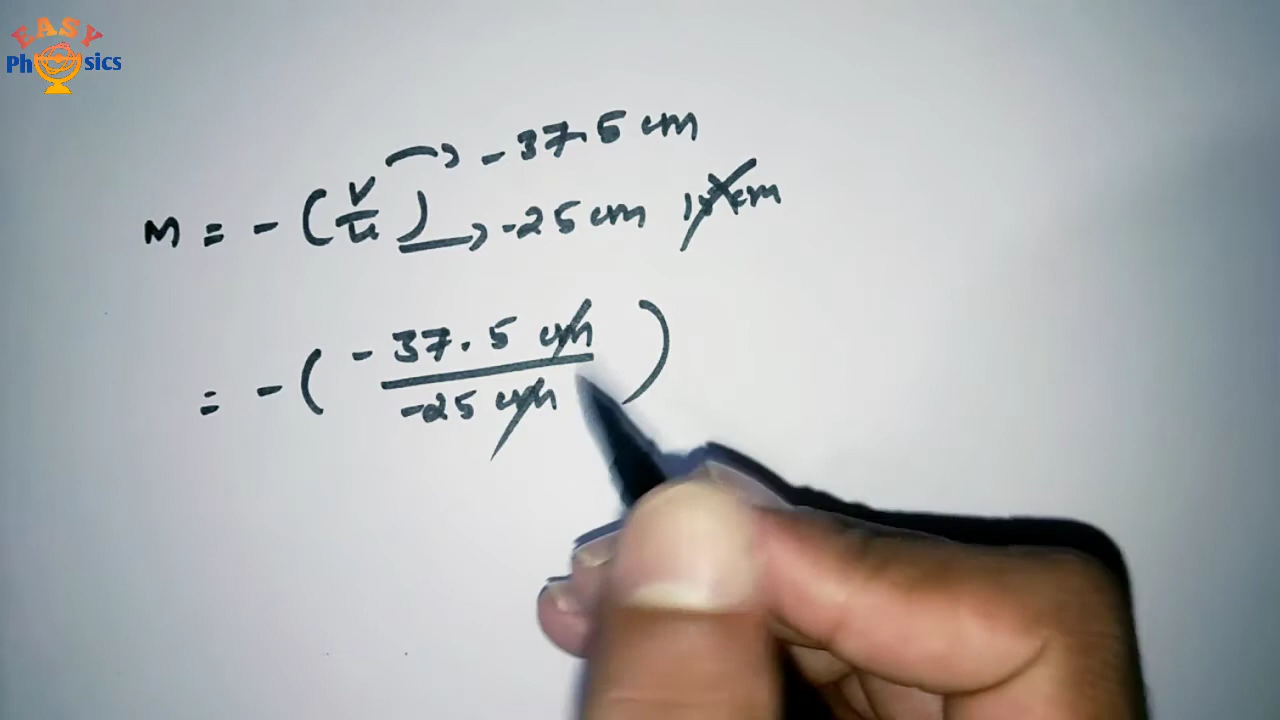 EASY
Physics
→ -37.5 cm
M = -(v/u) → -25 cm
= -( -37.5 cm / -25 cm )